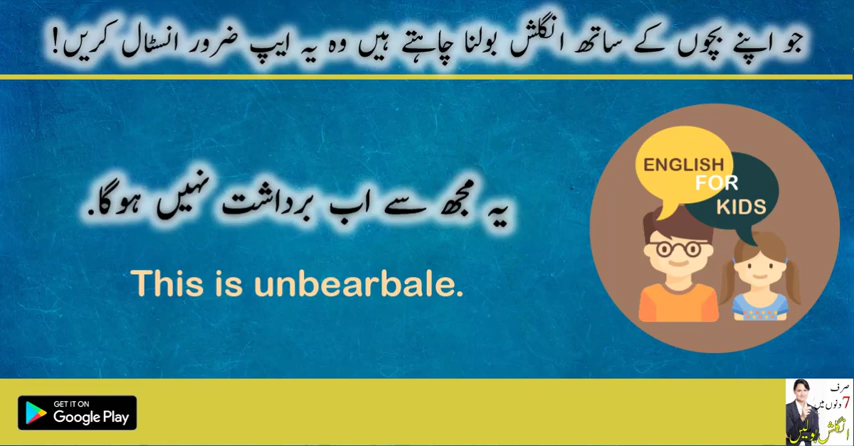 جو اپنے بچوں کے ساتھ انگلش بولنا چاہتے ہیں وہ یہ ایپ ضرور انسٹال کریں!
ENGLISH
FOR
KIDS
یہ مجھ سے اب برداشت نہیں ہوگا.
This is unbearbale.
GET IT ON
Google Play
صرف
7 دنوں میں
انگلش بولیں